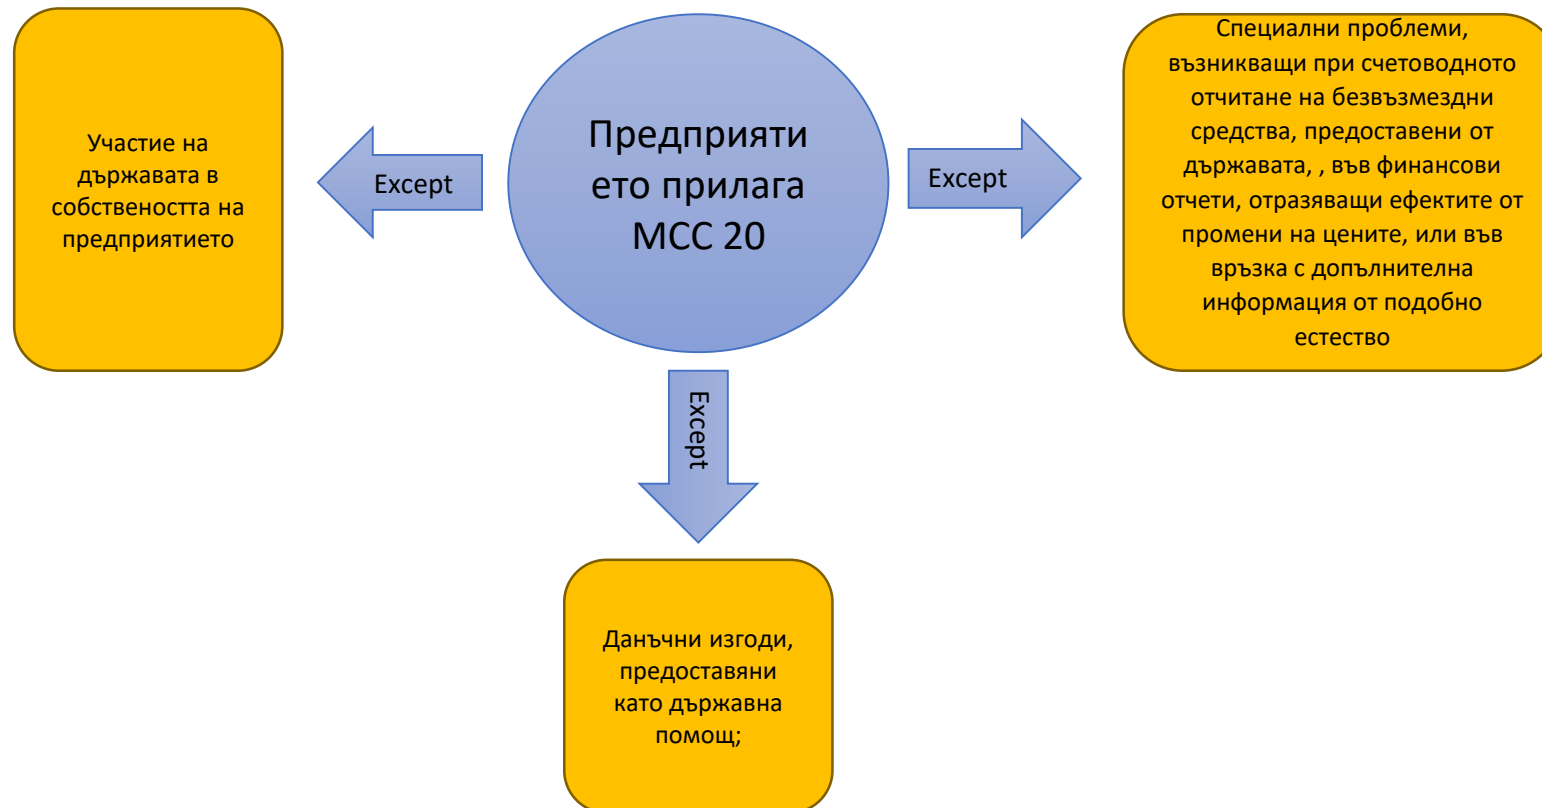 Участие на
държавата в
собствеността на
предприятието
Except
Предприяти
ето прилага
МСС 20
Except
Специални проблеми,
възникващи при счетоводното
отчитане на безвъзмездни
средства, предоставени от
държавата, , във финансови
отчети, отразяващи ефектите от
промени на цените, или във
връзка с допълнителна
информация от подобно
естество
Except
Данъчни изгоди,
предоставяни
като държавна
помощ;